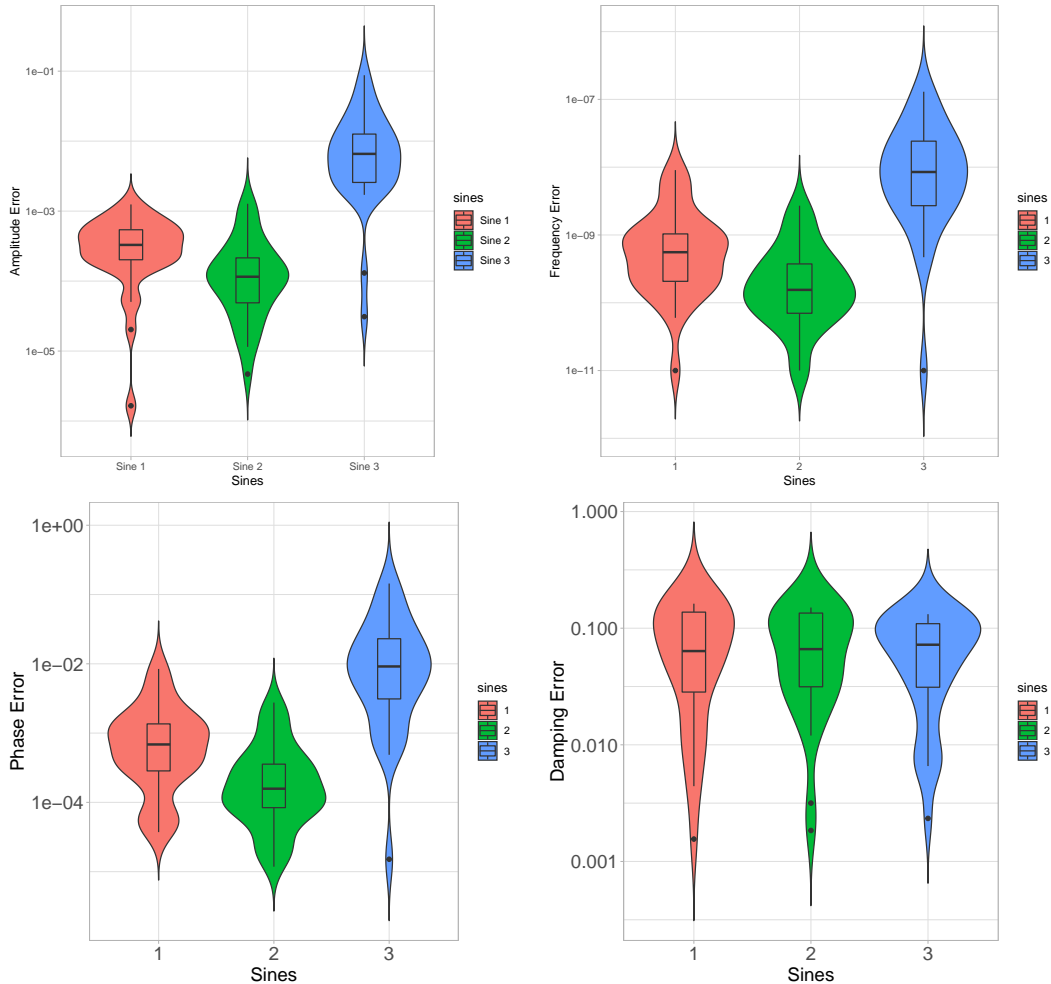 Amplitude Error
1e−01
1e−03
1e−05
Sine 1
Sine 2
Sine 3
Sines
sines
Sine 1
Sine 2
Sine 3
Frequency Error
1e−07
1e−09
1e−11
1
2
3
Sines
sines
1
2
3
Phase Error
1e+00
1e−02
1e−04
1
2
3
Sines
sines
1
2
3
Damping Error
1.000
0.100
0.010
0.001
1
2
3
Sines
sines
1
2
3